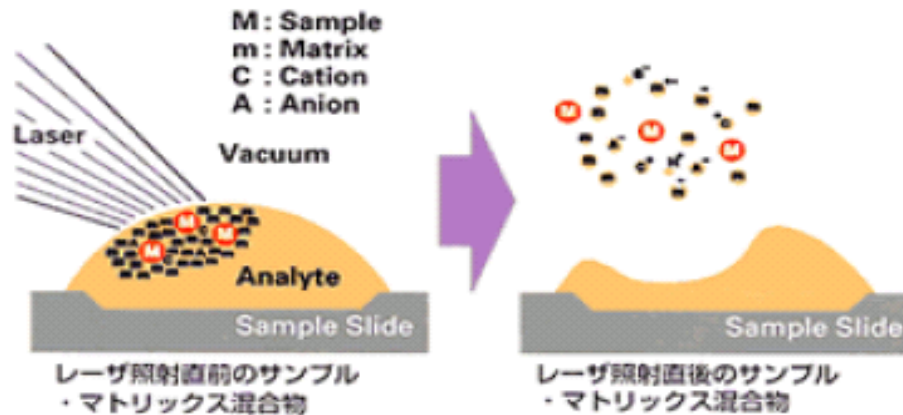 M : Sample
m : Matrix
C : Cation
A : Anion
Laser
Vacuum
M
M
M
Analyte
Sample Slide
レーザ照射直前のサンプル
・マトリックス混合物
M
M
M
Sample Slide
レーザ照射直後のサンプル
・マトリックス混合物